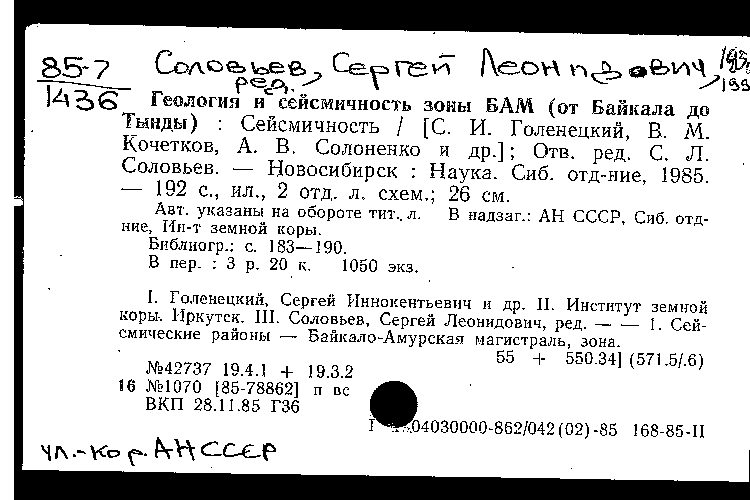 85-7
1436
Соловьев, Сергей Леонидович,
ред.
Геология и сейсмичность зоны БАМ (от Байкала до
Тынды) : Сейсмичность / [С. И. Голенецкий, В. М.
Кочетков, А. В. Солоненко и др.]; Отв. ред. С. Л.
Соловьев. — Новосибирск : Наука. Сиб. отд-ние, 1985.
— 192 с., ил., 2 отд. л. схем.; 26 см.
Авт. указаны на обороте тит. л. В надзаг.: АН СССР, Сиб. отд-
ние, Ин-т земной коры.
Библиогр.: с. 183—190.
В пер. : 3 р. 20 к. 1050 экз.
I. Голенецкий, Сергей Иннокентьевич и др. II. Институт земной
коры. Иркутск. III. Соловьев, Сергей Леонидович, ред. — — 1. Сей-
смические районы — Байкало-Амурская магистраль, зона.
55 + 550.34] (571.5/.6)
№42737 19.4.1 + 19.3.2
16 №1070 [85-78862] п вс
ВКП 28.11.85 Г36
04030000-862/042(02)-85 168-85-II
чл.-кор. АН СССР